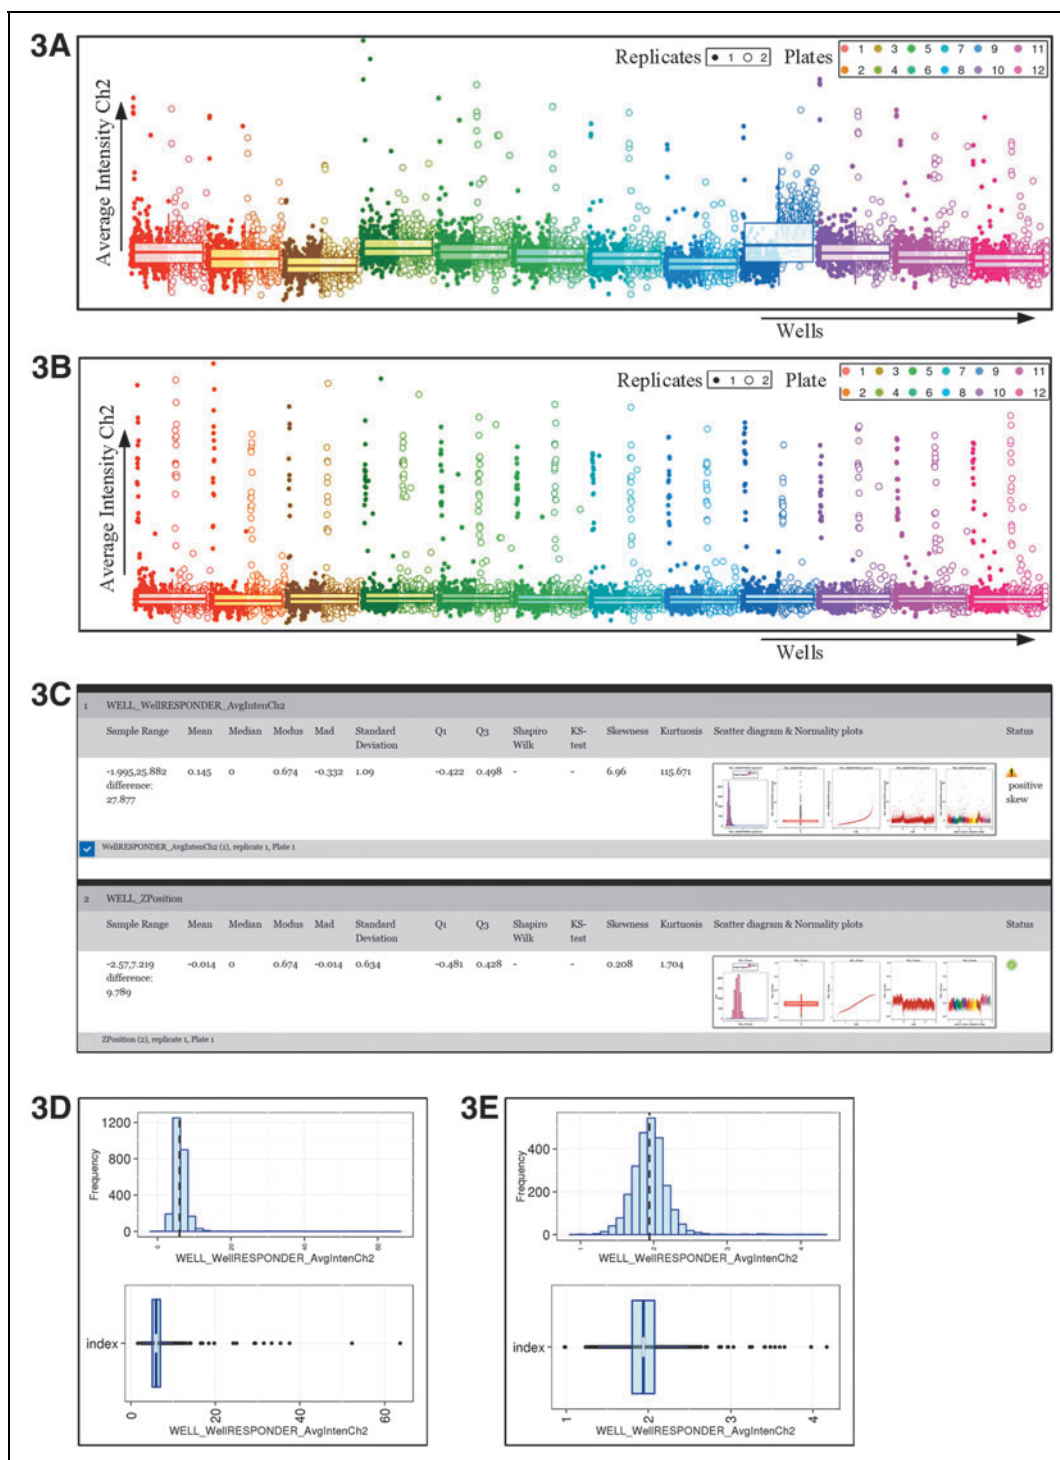 3A
Replicates 1 2 Plates 1 3 5 7 9 11
2 4 6 8 10 12
Average Intensity Ch2
Wells
3B
Replicates 1 2 Plate 1 3 5 7 9 11
2 4 6 8 10 12
Average Intensity Ch2
Wells
3C
1 WELL_WellRESPONDER_AvgIntenCh2
Sample Range Mean Median Modus Mad Standard Deviation Q1 Q3 Shapiro Wilk KS-test Skewness Kurtuosis Scatter diagram & Normality plots Status
-1.995,25.882 0.145 0 0.674 -0.332 1.09 -0.422 0.498 - - 6.96 115.671
difference:
27.877
positive
skew
WellRESPONDER_AvgIntenCh2 (1), replicate 1, Plate 1
2 WELL_ZPosition
Sample Range Mean Median Modus Mad Standard Deviation Q1 Q3 Shapiro Wilk KS-test Skewness Kurtuosis Scatter diagram & Normality plots Status
-2.57,7.219 -0.014 0 0.674 -0.014 0.634 -0.481 0.428 - - 0.208 1.704
difference:
9.789
ZPosition (2), replicate 1, Plate 1
3D
Frequency
1200
800
400
0
0 20 40 60
WELL_WellRESPONDER_AvgIntenCh2
index
0 20 40 60
WELL_WellRESPONDER_AvgIntenCh2
3E
Frequency
400
200
0
1 2 3 4
WELL_WellRESPONDER_AvgIntenCh2
index
1 2 3 4
WELL_WellRESPONDER_AvgIntenCh2